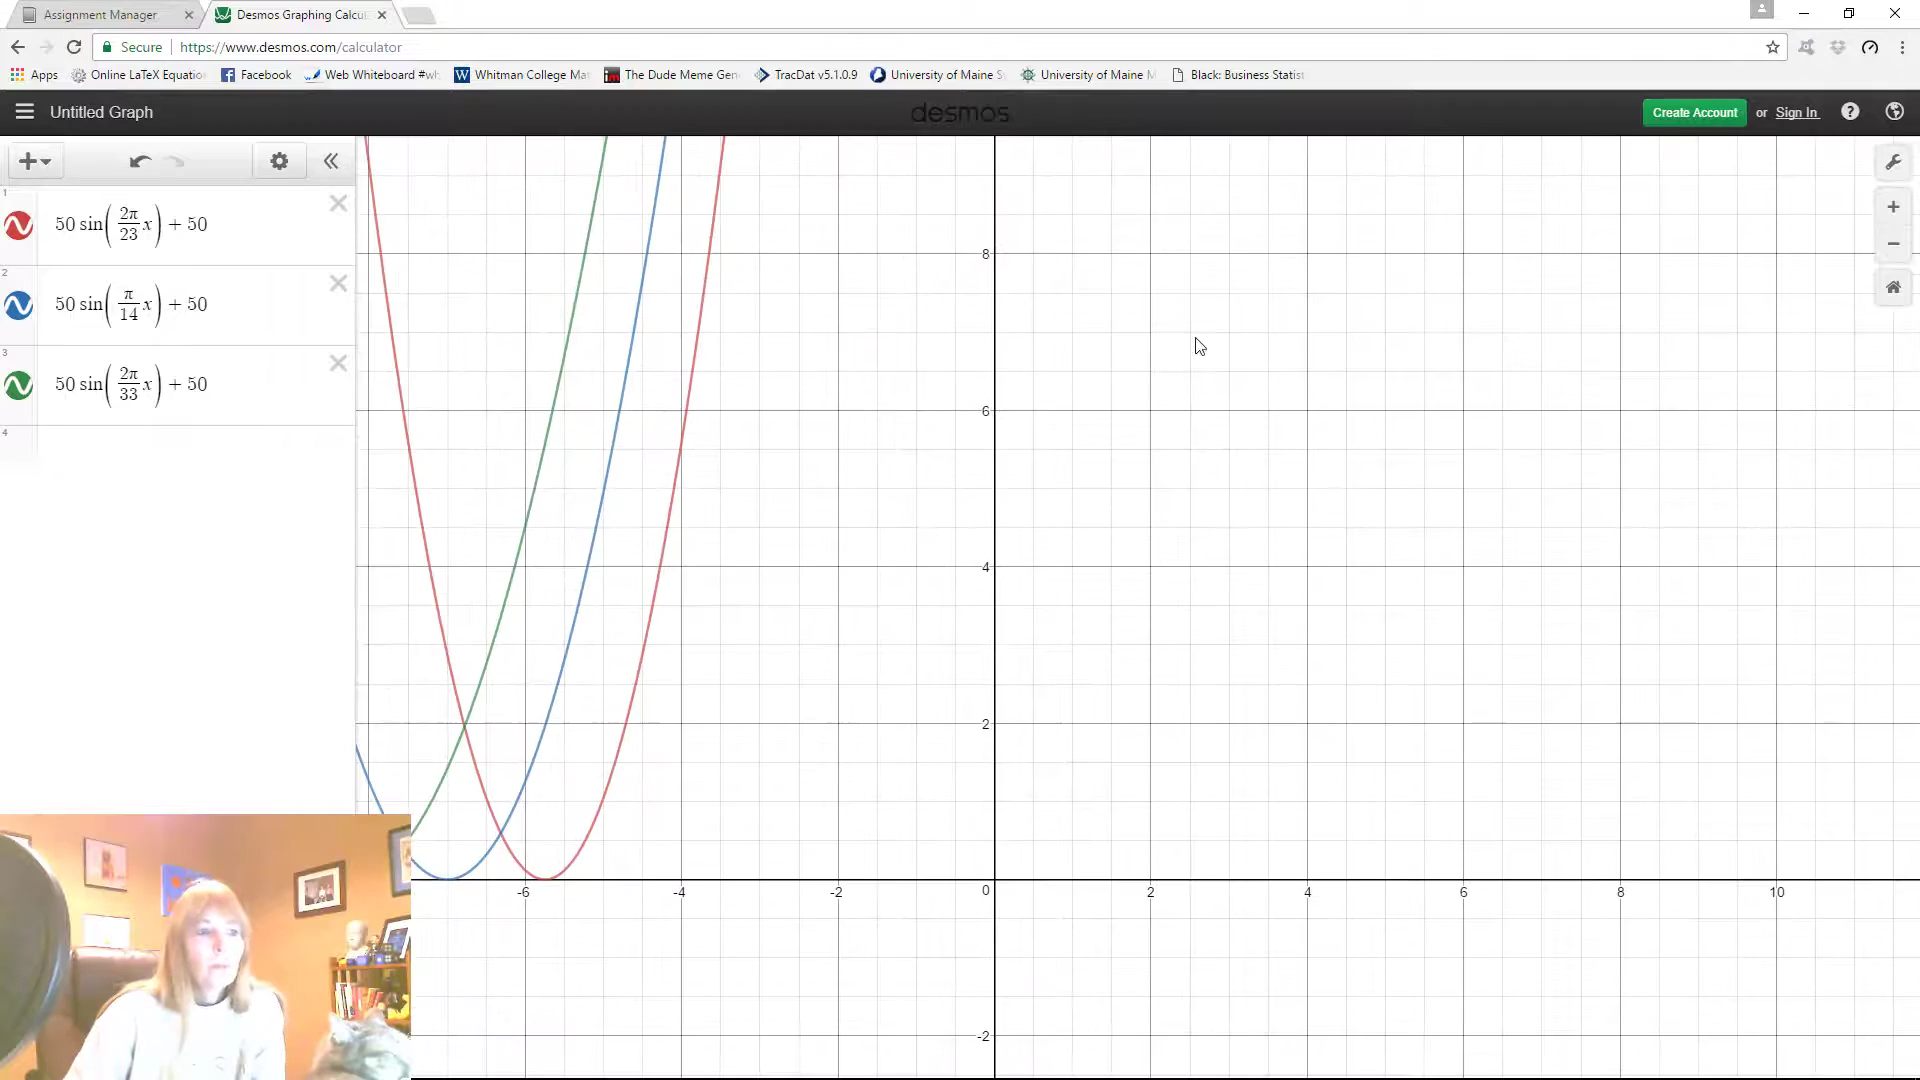 Assignment Manager
Desmos Graphing Calcu
Secure
https://www.desmos.com/calculator
Apps
Online LaTeX Equatio
Facebook
Web Whiteboard #wh
Whitman College Ma
The Dude Meme Gen
TracDat v5.1.0.9
University of Maine S
University of Maine M
Black: Business Statist
Untitled Graph
desmos
Create Account or Sign In
1
50 sin(2π/23 x) + 50
2
50 sin(π/14 x) + 50
3
50 sin(2π/33 x) + 50
4
8
6
4
2
-6 -4 -2 0 2 4 6 8 10
-2